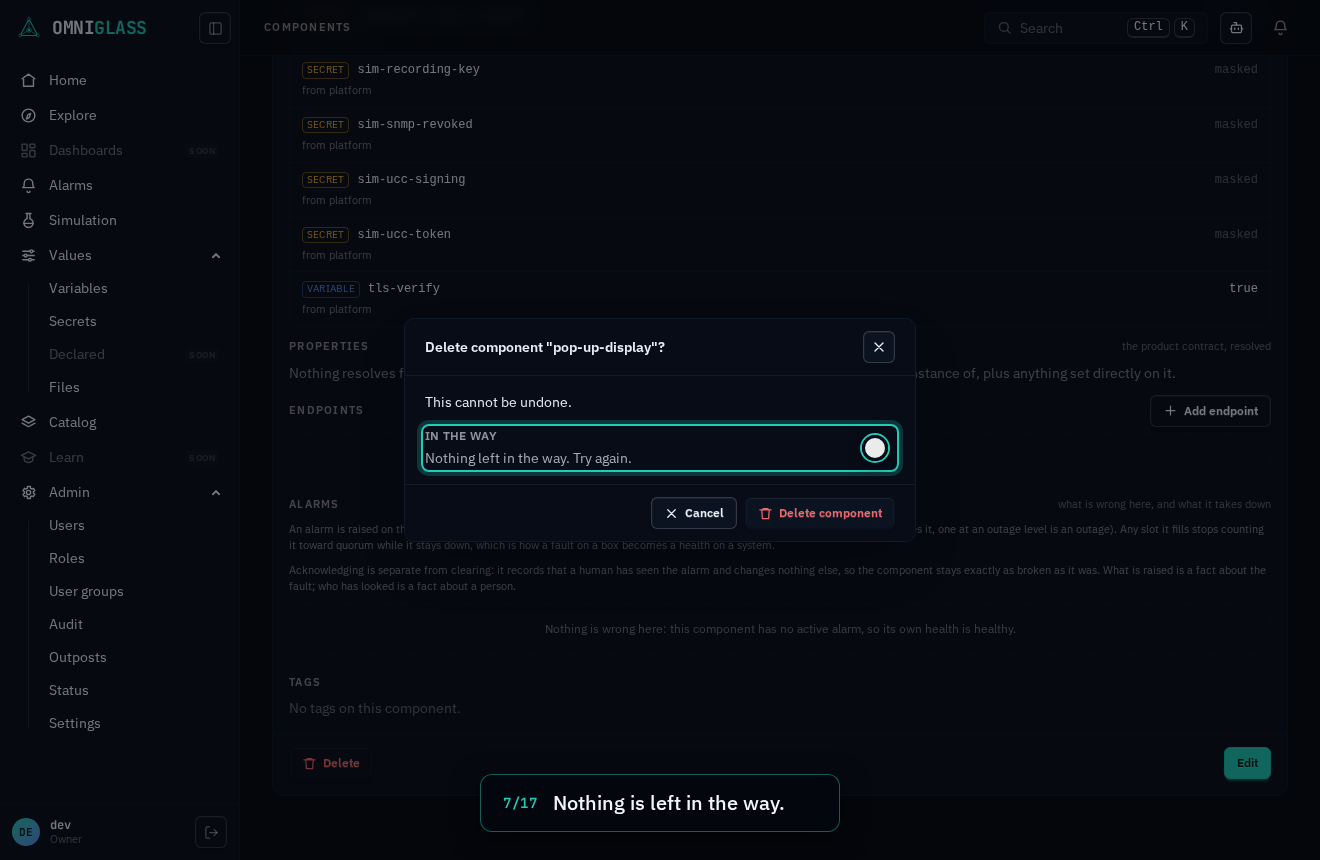 OMNIGLASS
COMPONENTS
Search
Ctrl K
Home
Explore
Dashboards SOON
Alarms
Simulation
Values
Variables
Secrets
Declared SOON
Files
Catalog
Learn SOON
Admin
Users
Roles
User groups
Audit
Outposts
Status
Settings
DE dev
Owner
SECRET sim-recording-key masked
from platform
SECRET sim-snmp-revoked masked
from platform
SECRET sim-ucc-signing masked
from platform
SECRET sim-ucc-token masked
from platform
VARIABLE tls-verify true
from platform
PROPERTIES the product contract, resolved
Nothing resolves f
nstance of, plus anything set directly on it.
ENDPOINTS Add endpoint
Delete component "pop-up-display"?
This cannot be undone.
IN THE WAY
Nothing left in the way. Try again.
Cancel Delete component
ALARMS what is wrong here, and what it takes down
An alarm is raised on th
es it, one at an outage level is an outage). Any slot it fills stops counting
it toward quorum while it stays down, which is how a fault on a box becomes a health on a system.
Acknowledging is separate from clearing: it records that a human has seen the alarm and changes nothing else, so the component stays exactly as broken as it was. What is raised is a fact about the
fault; who has looked is a fact about a person.
Nothing is wrong here: this component has no active alarm, so its own health is healthy.
TAGS
No tags on this component.
Delete Edit
7/17 Nothing is left in the way.